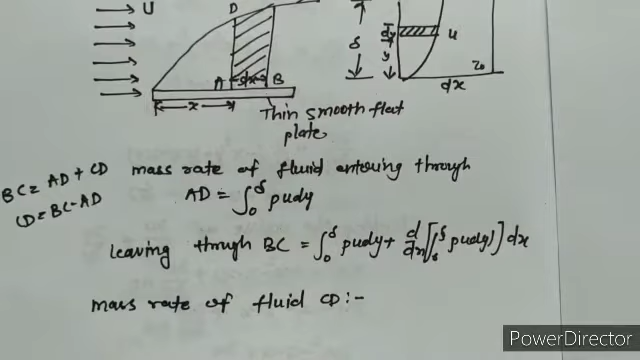 U
D
δ
dy
y
u
A dx B
x
τ₀
dx
Thin smooth flat
plate
BC = AD + CD
CD = BC - AD
mass rate of fluid entering through
AD = ∫₀^δ ρudy
leaving through BC = ∫₀^δ ρudy + d/dx[∫₀^δ ρudy] dx
mass rate of fluid CD :-
PowerDirector